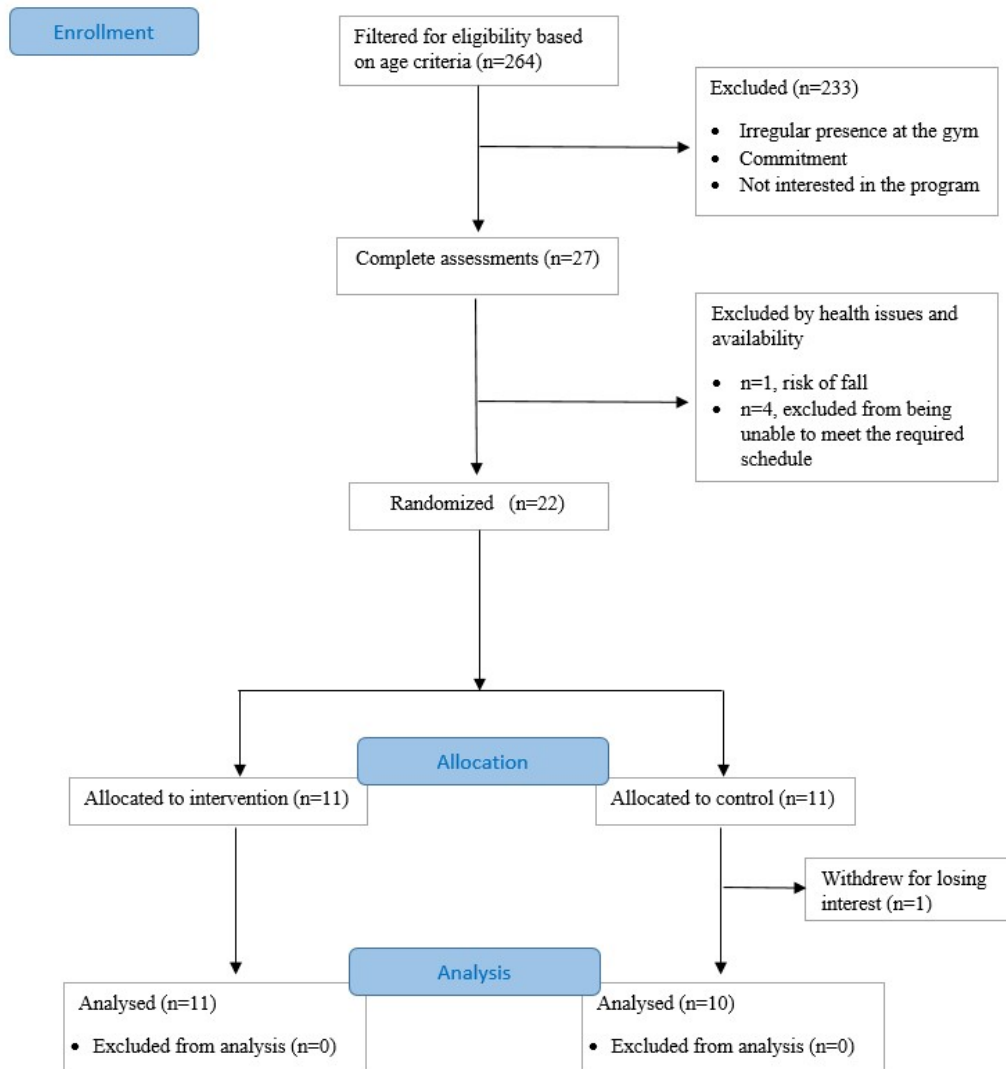 Enrollment
Filtered for eligibility based
on age criteria (n=264)
Excluded (n=233)
• Irregular presence at the gym
• Commitment
• Not interested in the program
Complete assessments (n=27)
Excluded by health issues and
availability
• n=1, risk of fall
• n=4, excluded from being
unable to meet the required
schedule
Randomized (n=22)
Allocation
Allocated to intervention (n=11)
Allocated to control (n=11)
Withdrew for losing
interest (n=1)
Analysis
Analysed (n=11)
• Excluded from analysis (n=0)
Analysed (n=10)
• Excluded from analysis (n=0)